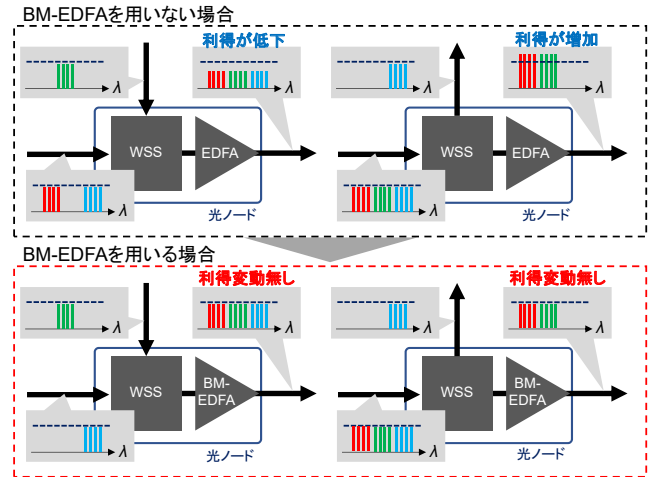 BM-EDFAを用いない場合
利得が低下
利得が増加
λ
λ
λ
λ
WSS
EDFA
WSS
EDFA
λ
λ
光ノード
光ノード
BM-EDFAを用いる場合
利得変動無し
利得変動無し
λ
λ
λ
λ
WSS
BM-
EDFA
WSS
BM-
EDFA
λ
λ
光ノード
光ノード